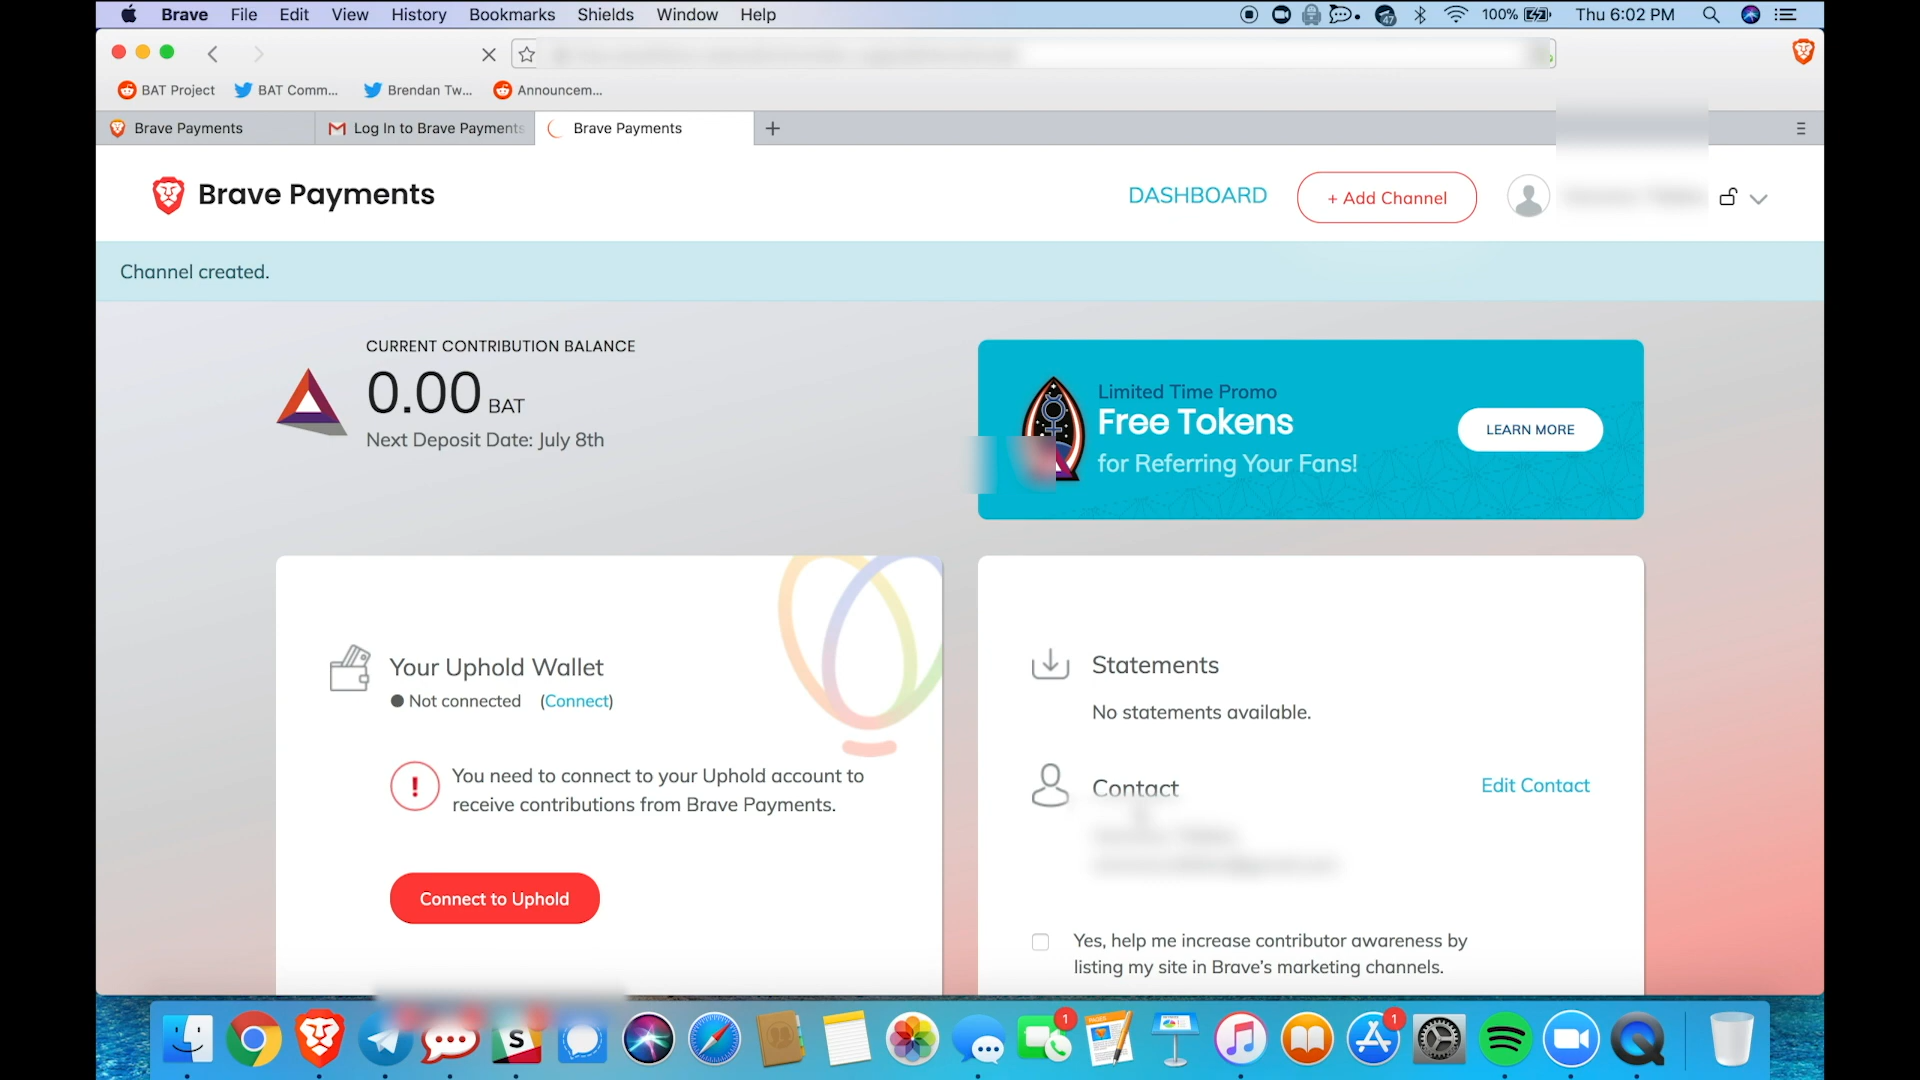 Brave File Edit View History Bookmarks Shields Window Help 47 100% Thu 6:02 PM
BAT Project BAT Comm... Brendan Tw... Announcem...
Brave Payments Log In to Brave Payments Brave Payments
Brave Payments DASHBOARD + Add Channel
Channel created.
CURRENT CONTRIBUTION BALANCE
0.00 BAT
Next Deposit Date: July 8th
Limited Time Promo
Free Tokens
for Referring Your Fans!
LEARN MORE
Your Uphold Wallet
Not connected (Connect)
! You need to connect to your Uphold account to
receive contributions from Brave Payments.
Connect to Uphold
Statements
No statements available.
Contact Edit Contact
Yes, help me increase contributor awareness by
listing my site in Brave's marketing channels.
S PAGES 1 1